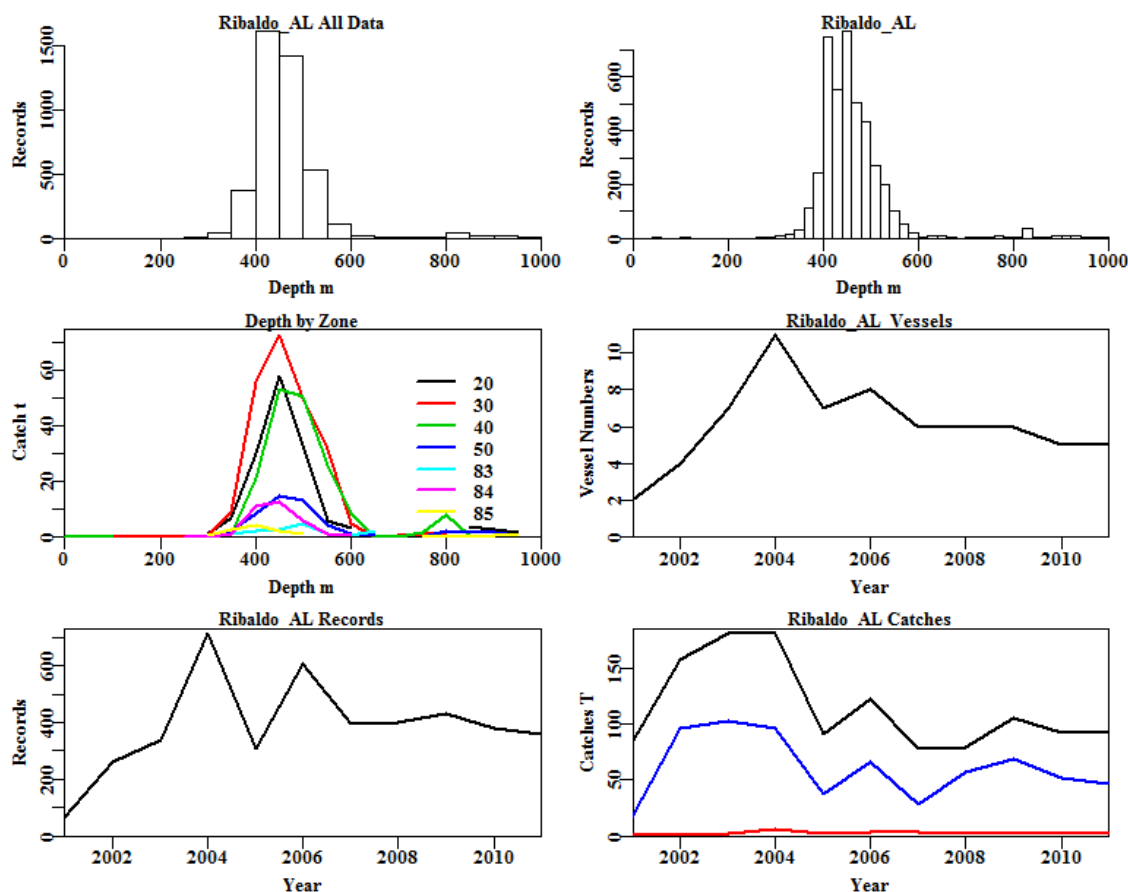 Ribaldo_AL All Data
Records
0 500 1000 1500
0 200 400 600 800 1000
Depth m
Ribaldo_AL
Records
0 200 400 600
0 200 400 600 800 1000
Depth m
Depth by Zone
Catch t
0 20 40 60
20
30
40
50
83
84
85
0 200 400 600 800 1000
Depth m
Ribaldo_AL Vessels
Vessel Numbers
0 2 4 6 8 10
2002 2004 2006 2008 2010
Year
Ribaldo_AL Records
Records
0 200 400 600
2002 2004 2006 2008 2010
Year
Ribaldo_AL Catches
Catches T
0 50 100 150
2002 2004 2006 2008 2010
Year